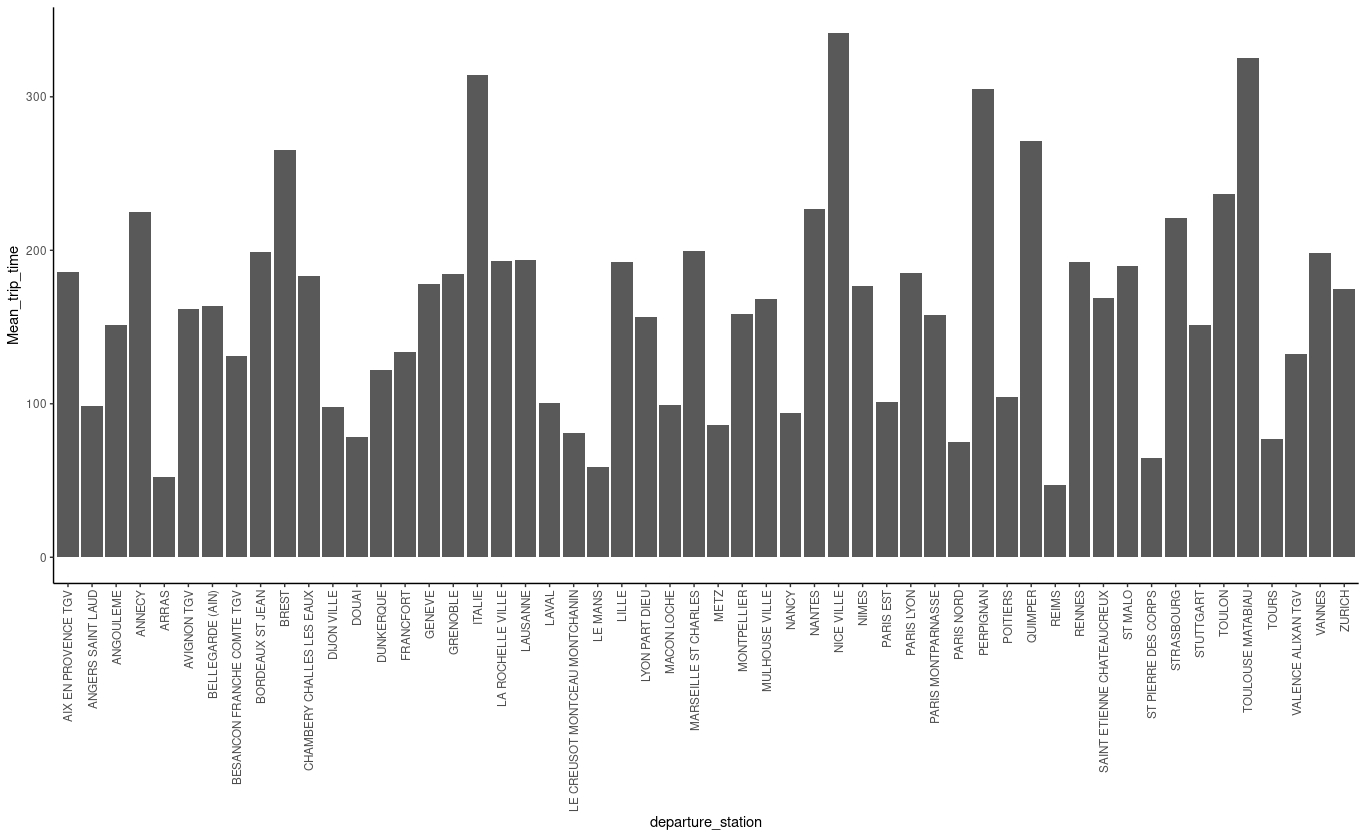 Mean_trip_time
300
200
100
0
AIX EN PROVENCE TGV
ANGERS SAINT LAUD
ANGOULEME
ANNECY
ARRAS
AVIGNON TGV
BELLEGARDE (AIN)
BESANCON FRANCHE COMTE TGV
BORDEAUX ST JEAN
BREST
CHAMBERY CHALLES LES EAUX
DIJON VILLE
DOUAI
DUNKERQUE
FRANCFORT
GENEVE
GRENOBLE
ITALIE
LA ROCHELLE VILLE
LAUSANNE
LAVAL
LE CREUSOT MONTCEAU MONTCHANIN
LE MANS
LILLE
LYON PART DIEU
MACON LOCHE
MARSEILLE ST CHARLES
METZ
MONTPELLIER
MULHOUSE VILLE
NANCY
NANTES
NICE VILLE
NIMES
PARIS EST
PARIS LYON
PARIS MONTPARNASSE
PARIS NORD
PERPIGNAN
POITIERS
QUIMPER
REIMS
RENNES
SAINT ETIENNE CHATEAUCREUX
ST MALO
ST PIERRE DES CORPS
STRASBOURG
STUTTGART
TOULON
TOULOUSE MATABIAU
TOURS
VALENCE ALIXAN TGV
VANNES
ZURICH
departure_station